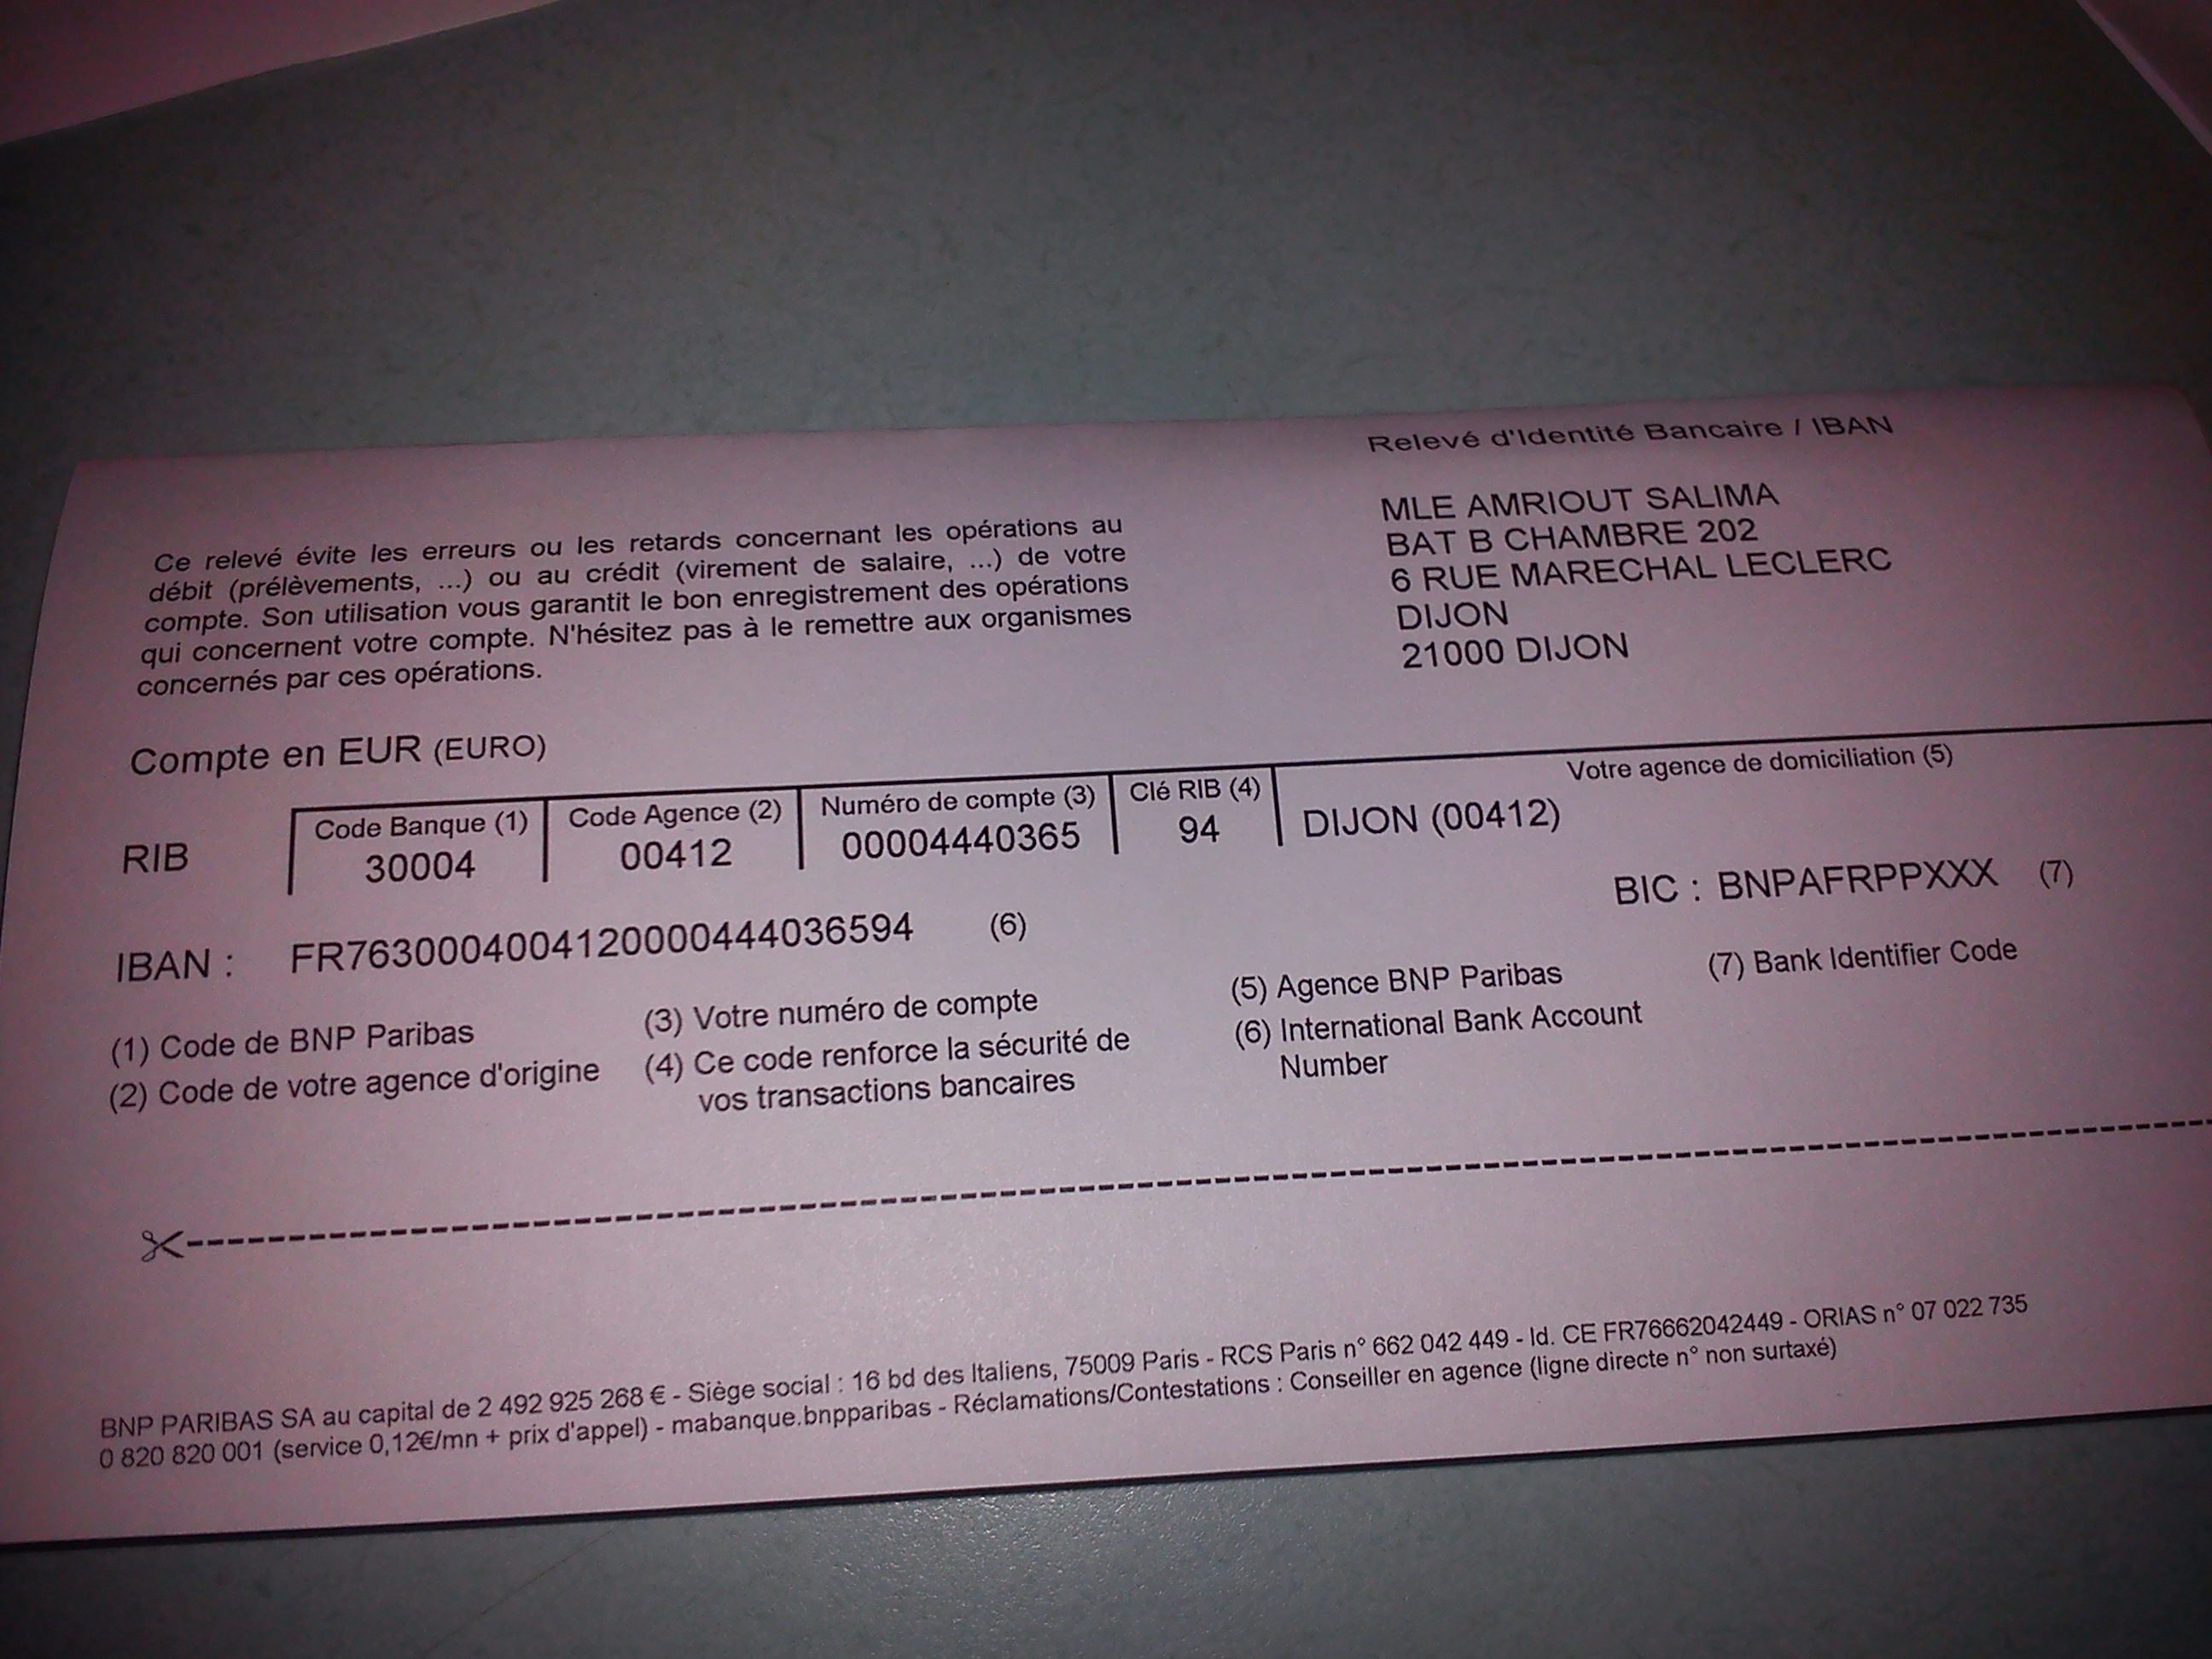 Relevé d'Identité Bancaire / IBAN
MLE AMRIOUT SALIMA
BAT B CHAMBRE 202
6 RUE MARECHAL LECLERC
DIJON
21000 DIJON
Ce relevé évite les erreurs ou les retards concernant les opérations au
débit (prélèvements, ...) ou au crédit (virement de salaire, ...) de votre
compte. Son utilisation vous garantit le bon enregistrement des opérations
qui concernent votre compte. N'hésitez pas à le remettre aux organismes
concernés par ces opérations.
Compte en EUR (EURO)
Code Banque (1) Code Agence (2) Numéro de compte (3) Clé RIB (4) Votre agence de domiciliation (5)
RIB 30004 00412 00004440365 94 DIJON (00412)
IBAN : FR7630004004120000444036594 (6) BIC : BNPAFRPPXXX (7)
(1) Code de BNP Paribas
(2) Code de votre agence d'origine
(3) Votre numéro de compte
(4) Ce code renforce la sécurité de
vos transactions bancaires
(5) Agence BNP Paribas
(6) International Bank Account
Number
(7) Bank Identifier Code
BNP PARIBAS SA au capital de 2 492 925 268 € - Siège social : 16 bd des Italiens, 75009 Paris - RCS Paris n° 662 042 449 - Id. CE FR76662042449 - ORIAS n° 07 022 735
0 820 820 001 (service 0,12€/mn + prix d'appel) - mabanque.bnpparibas - Réclamations/Contestations : Conseiller en agence (ligne directe n° non surtaxé)